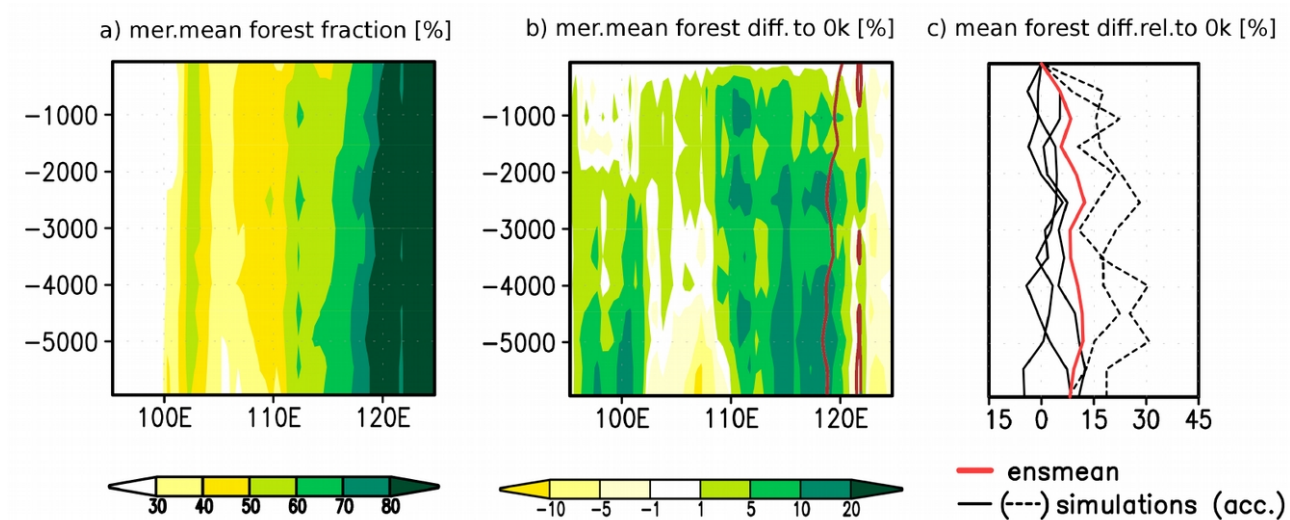 a) mer.mean forest fraction [%]
b) mer.mean forest diff. to 0k [%]
c) mean forest diff.rel.to 0k [%]
−1000
−2000
−3000
−4000
−5000
100E 110E 120E
30 40 50 60 70 80
−1000
−2000
−3000
−4000
−5000
100E 110E 120E
−10 −5 −1 1 5 10 20
15 0 15 30 45
ensmean
(----) simulations (acc.)